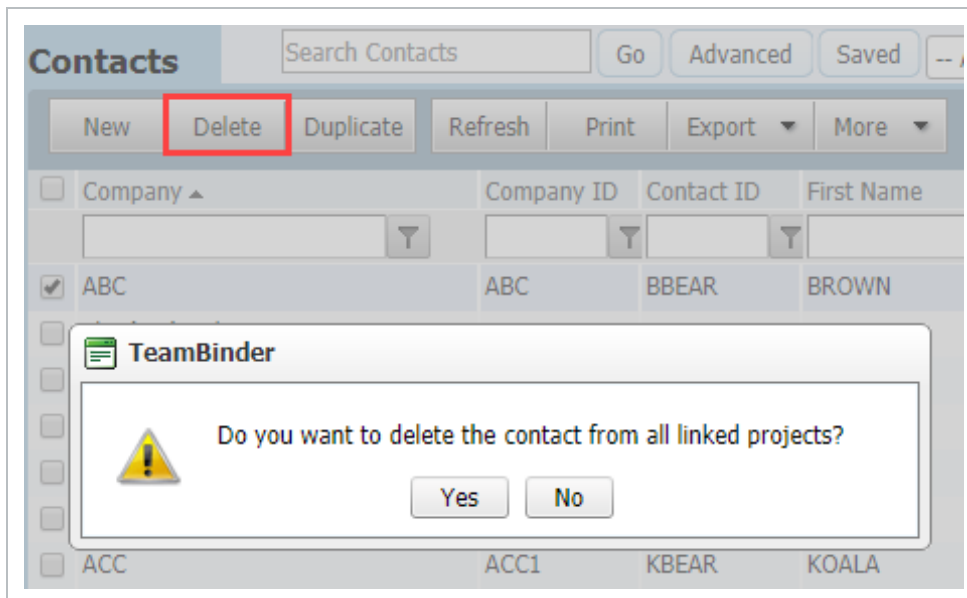 Contacts Search Contacts Go Advanced Saved --
New Delete Duplicate Refresh Print Export More
Company Company ID Contact ID First Name
ABC ABC BBEAR BROWN
TeamBinder
Do you want to delete the contact from all linked projects?
Yes No
ACC ACC1 KBEAR KOALA